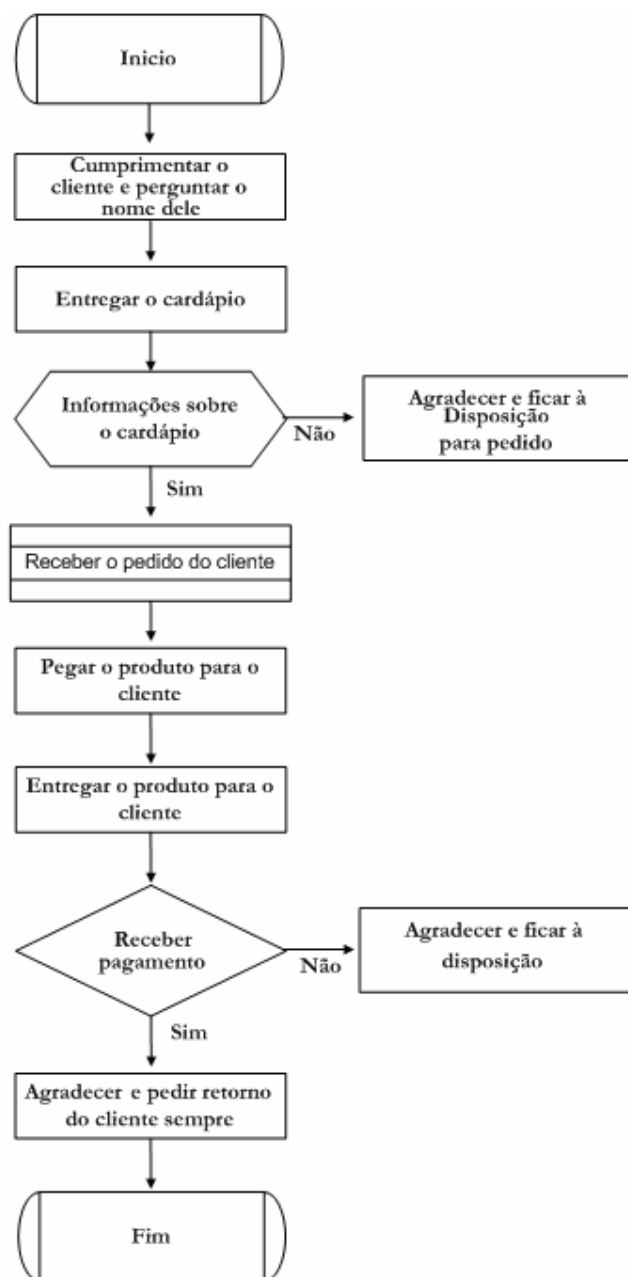 Inicio
Cumprimentar o
cliente e perguntar o
nome dele
Entregar o cardápio
Informações sobre
o cardápio
Não
Agradecer e ficar à
Disposição
para pedido
Sim
Receber o pedido do cliente
Pegar o produto para o
cliente
Entregar o produto para o
cliente
Receber
pagamento
Não
Agradecer e ficar à
disposição
Sim
Agradecer e pedir retorno
do cliente sempre
Fim